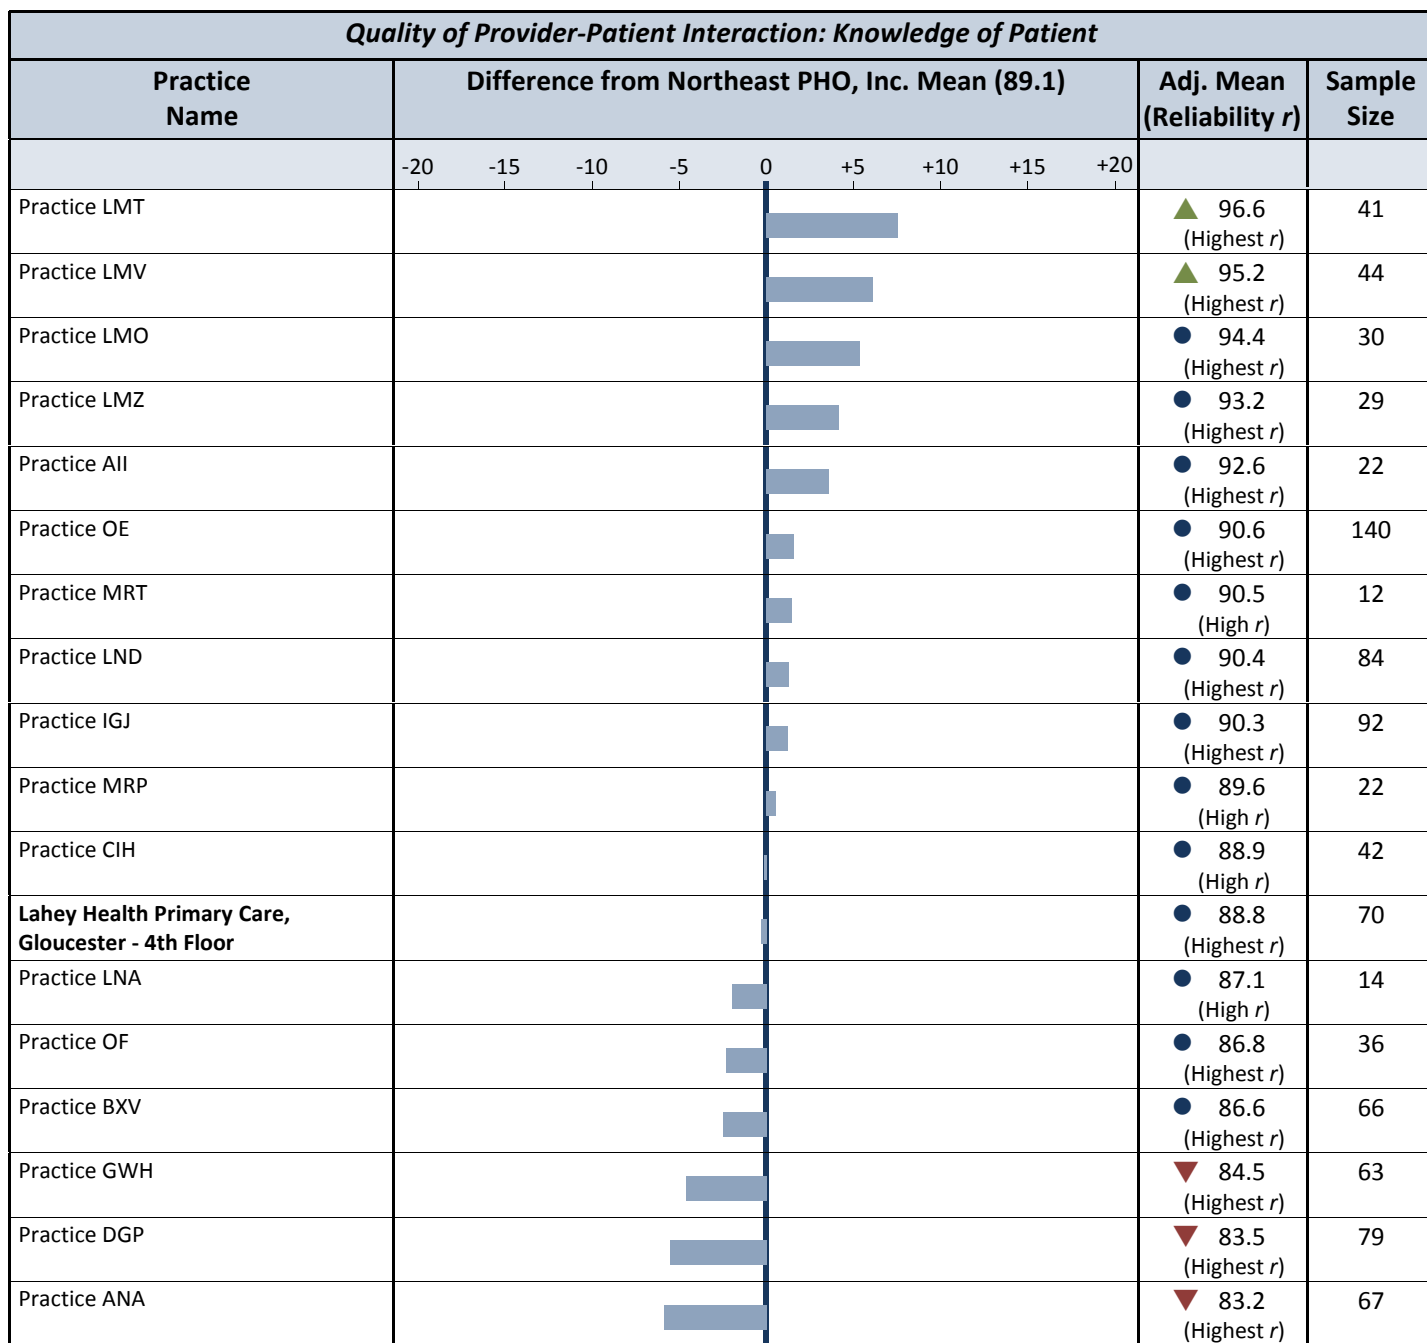 Quality of Provider-Patient Interaction: Knowledge of Patient
Practice Name
Difference from Northeast PHO, Inc. Mean (89.1)
Adj. Mean (Reliability r)
Sample Size
-20 -15 -10 -5 0 +5 +10 +15 +20
Practice LMT 96.6 41
(Highest r)
Practice LMV 95.2 44
(Highest r)
Practice LMO 94.4 30
(Highest r)
Practice LMZ 93.2 29
(Highest r)
Practice AII 92.6 22
(Highest r)
Practice OE 90.6 140
(Highest r)
Practice MRT 90.5 12
(High r)
Practice LND 90.4 84
(Highest r)
Practice IGJ 90.3 92
(Highest r)
Practice MRP 89.6 22
(High r)
Practice CIH 88.9 42
(High r)
Lahey Health Primary Care, 88.8 70
Gloucester - 4th Floor (Highest r)
Practice LNA 87.1 14
(High r)
Practice OF 86.8 36
(Highest r)
Practice BXV 86.6 66
(Highest r)
Practice GWH 84.5 63
(Highest r)
Practice DGP 83.5 79
(Highest r)
Practice ANA 83.2 67
(Highest r)